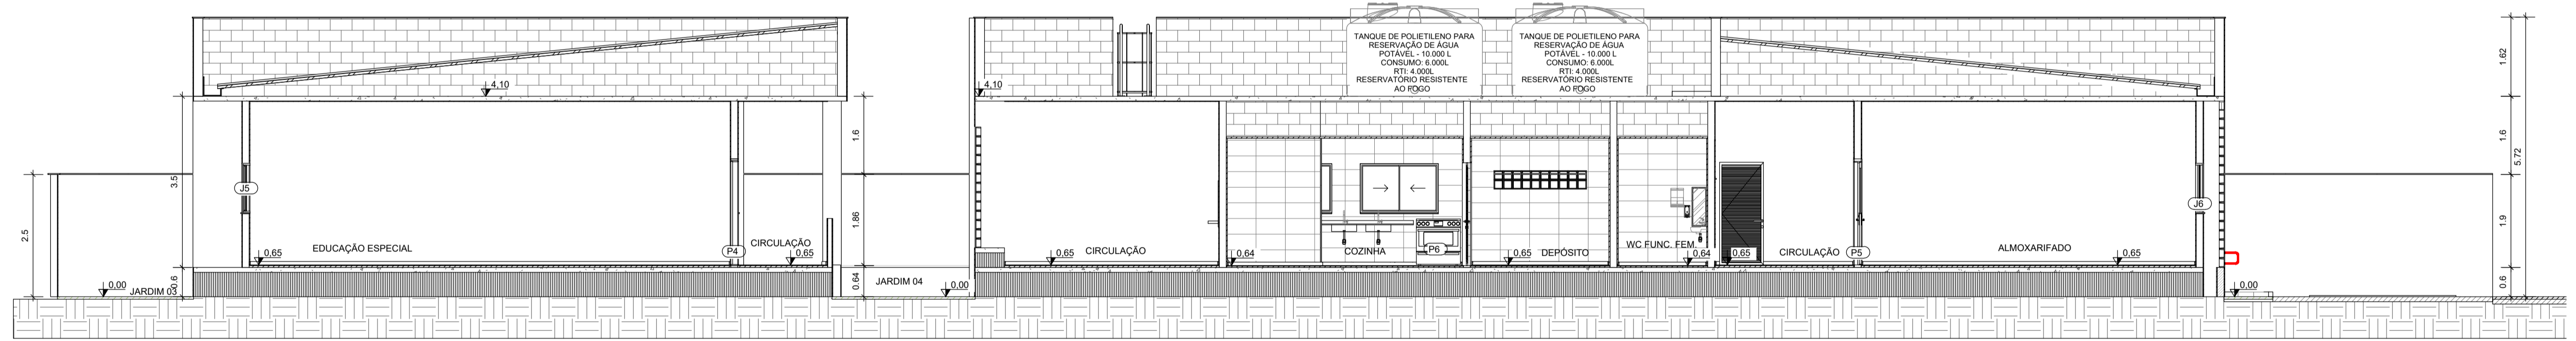 TANQUE DE POLIETILENO PARA
RESERVAÇÃO DE ÁGUA
POTÁVEL - 10.000 L
CONSUMO: 6.000L
RTI: 4.000L
RESERVATÓRIO RESISTENTE
AO FOGO
TANQUE DE POLIETILENO PARA
RESERVAÇÃO DE ÁGUA
POTÁVEL - 10.000 L
CONSUMO: 6.000L
RTI: 4.000L
RESERVATÓRIO RESISTENTE
AO FOGO
4,10
4,10
1.62
1.6
1.6
5.72
3.5
J5
J6
1.86
1.9
2.5
EDUCAÇÃO ESPECIAL
0,65
P4
CIRCULAÇÃO
0,65
0,65
CIRCULAÇÃO
0,64
COZINHA
P6
0,65
DEPÓSITO
WC FUNC. FEM.
0,64
0,65
CIRCULAÇÃO
P5
ALMOXARIFADO
0,65
0,00
JARDIM 03
0.6
0.64
JARDIM 04
0,00
0,00
0.6